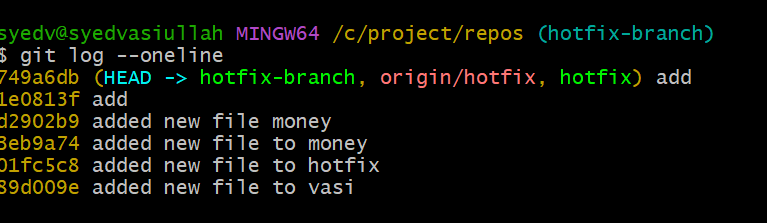 syedv@syedvasiullah MINGW64 /c/project/repos (hotfix-branch)
$ git log --oneline
749a6db (HEAD -> hotfix-branch, origin/hotfix, hotfix) add
1e0813f add
d2902b9 added new file money
3eb9a74 added new file to money
01fc5c8 added new file to hotfix
89d009e added new file to vasi